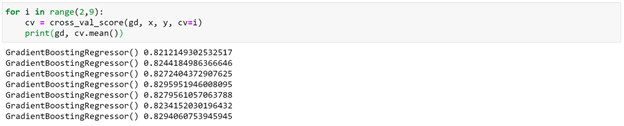 for i in range(2,9):
    cv = cross_val_score(gd, x, y, cv=i)
    print(gd, cv.mean())
GradientBoostingRegressor() 0.8212149302532517
GradientBoostingRegressor() 0.8244184986366646
GradientBoostingRegressor() 0.8272404372907625
GradientBoostingRegressor() 0.8295951946008095
GradientBoostingRegressor() 0.8279561057063788
GradientBoostingRegressor() 0.8234152030196432
GradientBoostingRegressor() 0.8294060753945945